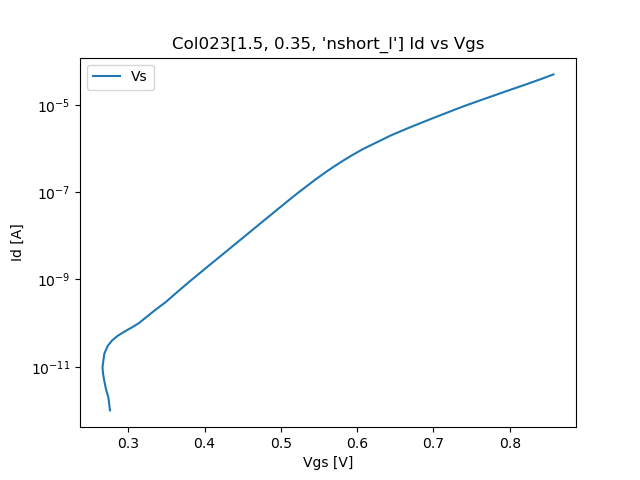 Col023[1.5, 0.35, 'nshort_l'] Id vs Vgs
Vs
10⁻⁵
10⁻⁷
10⁻⁹
10⁻¹¹
Id [A]
0.3 0.4 0.5 0.6 0.7 0.8
Vgs [V]